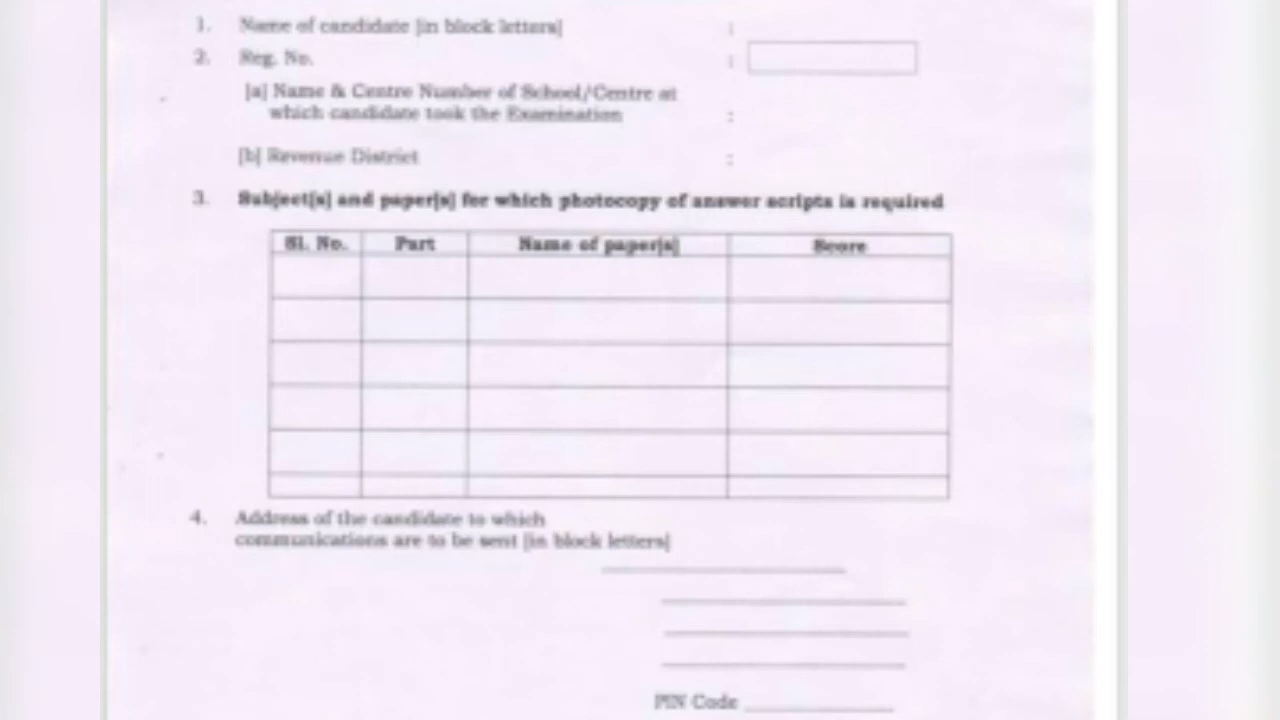 1. Name of candidate [in block letters] :
2. Reg. No. :
[a] Name & Centre Number of School/Centre at
which candidate took the Examination :
[b] Revenue District :
3. Subject[s] and paper[s] for which photocopy of answer scripts is required
Sl. No. Part Name of paper[s] Score
4. Address of the candidate to which
communications are to be sent [in block letters]
PIN Code